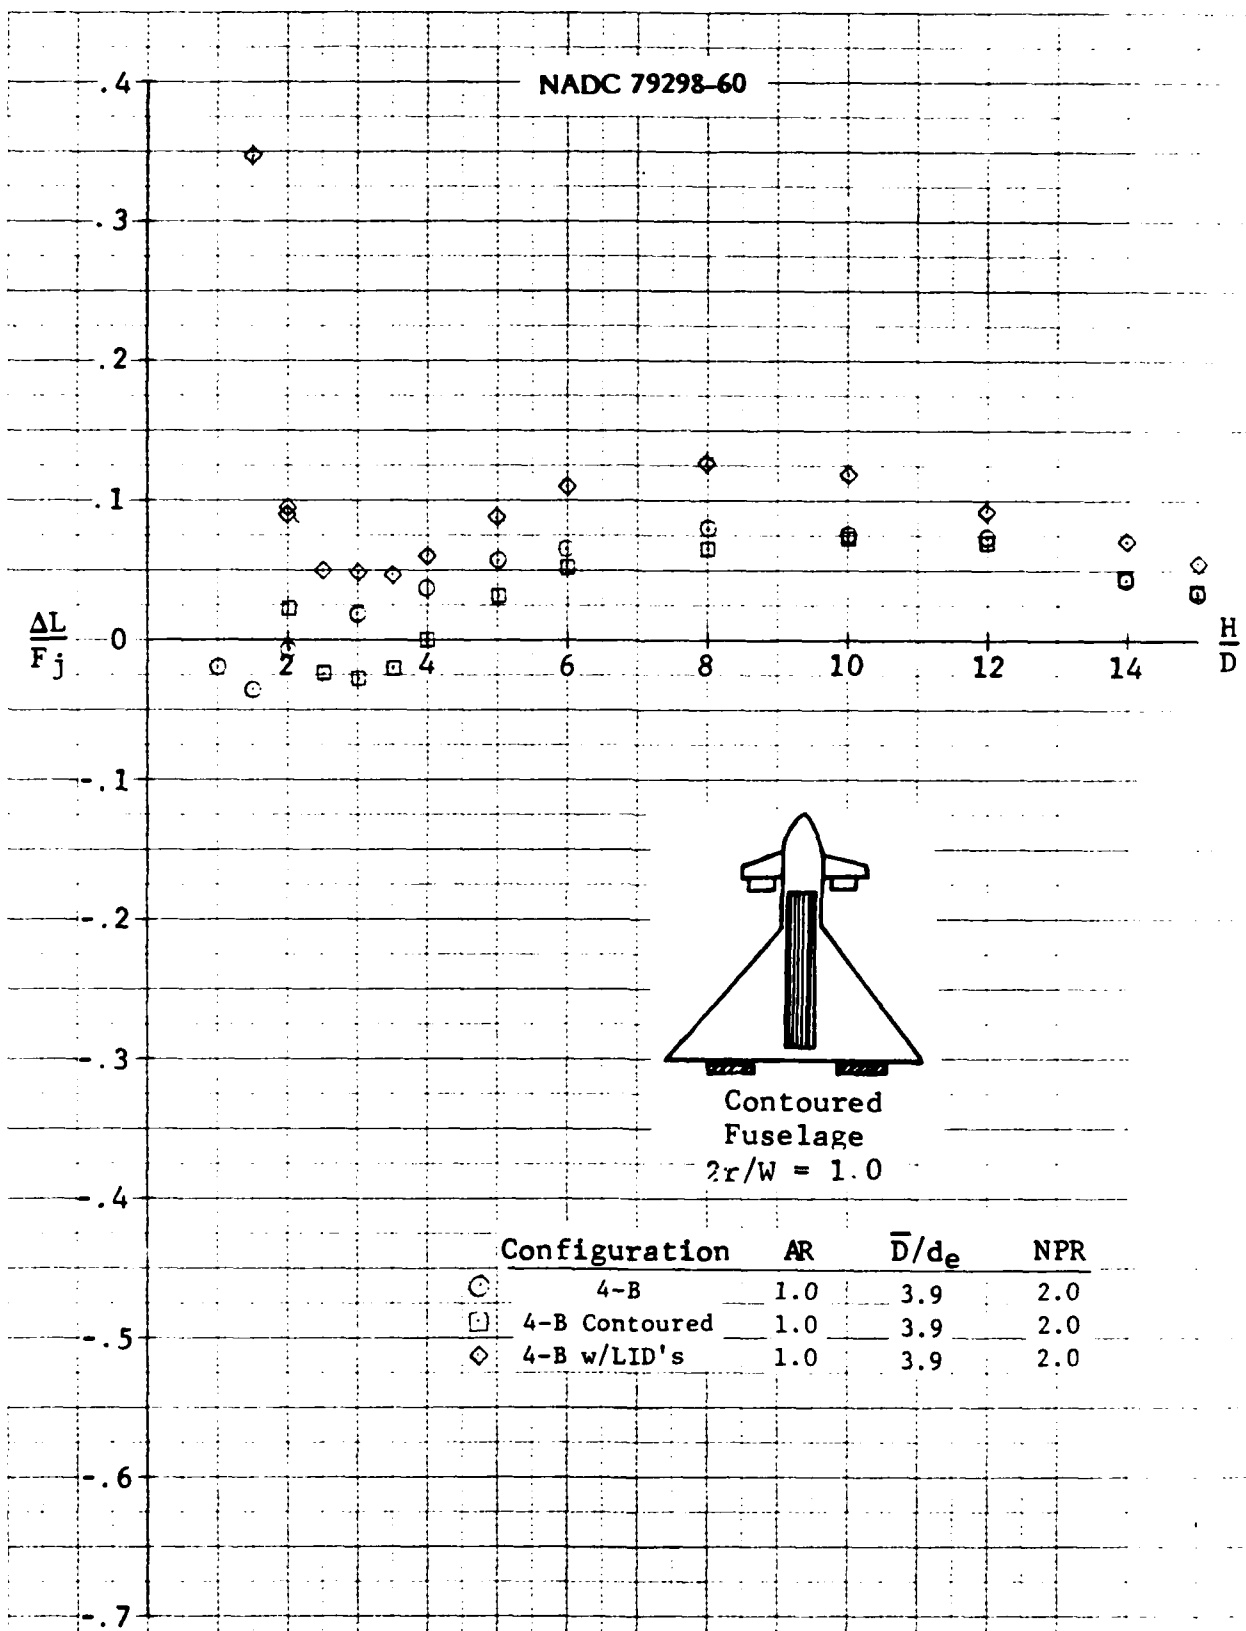 NADC 79298-60
.4
.3
.2
.1
ΔL
Fj
0
2
4
6
8
10
12
14
H
D
-.1
-.2
-.3
-.4
-.5
-.6
-.7
Contoured
Fuselage
2r/W = 1.0
Configuration AR D̅/de NPR
4-B 1.0 3.9 2.0
4-B Contoured 1.0 3.9 2.0
4-B w/LID's 1.0 3.9 2.0